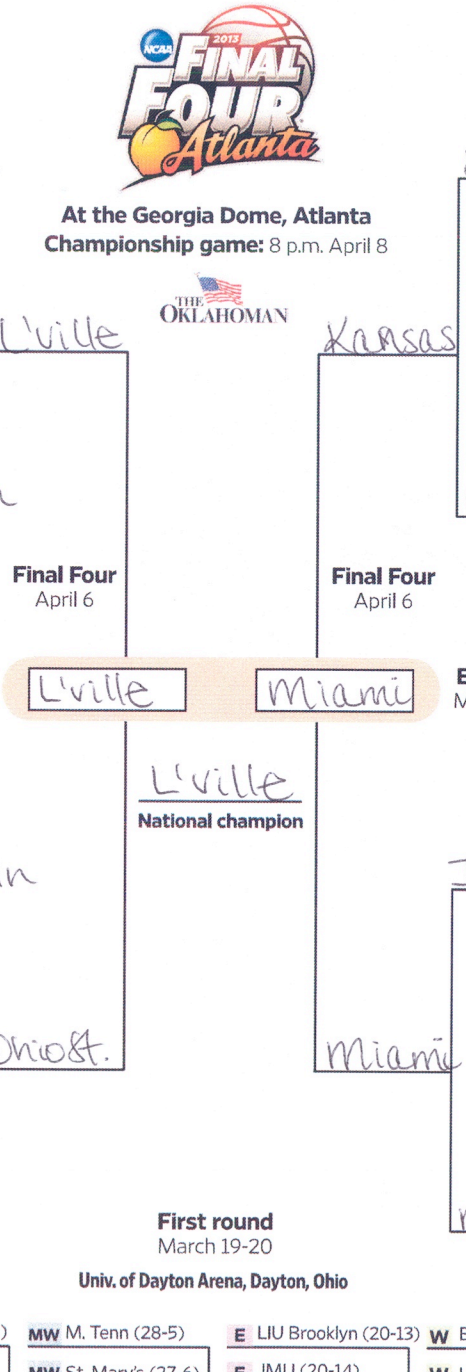 NCAA
2013
FINAL
FOUR
Atlanta
At the Georgia Dome, Atlanta
Championship game: 8 p.m. April 8
THE
OKLAHOMAN
L'ville
Kansas
Final Four
April 6
Final Four
April 6
L'ville
Miami
L'ville
National champion
Ohio St.
Miami
First round
March 19-20
Univ. of Dayton Arena, Dayton, Ohio
MW M. Tenn (28-5)
E LIU Brooklyn (20-13)
W
MW St. Mary's (27-6)
E JMU (20-14)